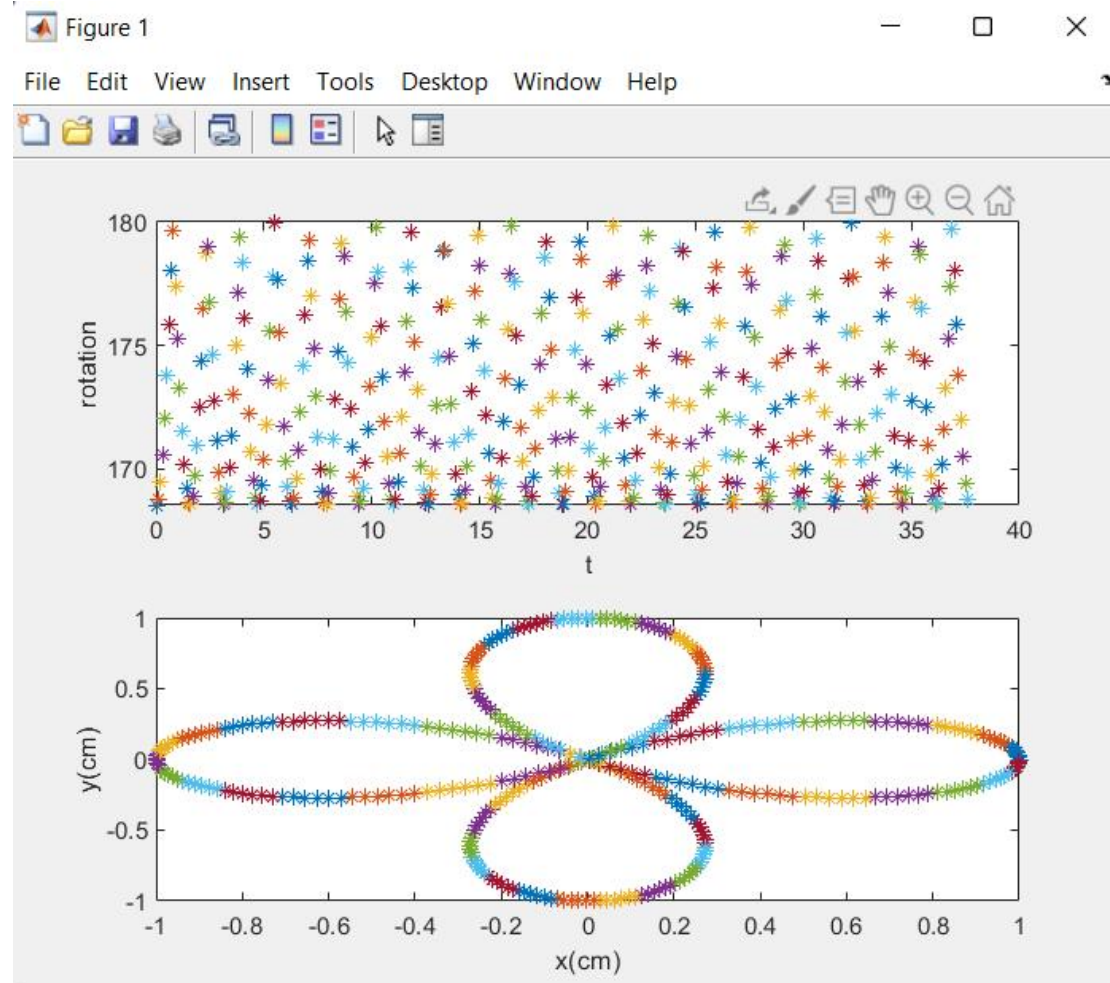 Figure 1
File Edit View Insert Tools Desktop Window Help
180
175
170
rotation
0 5 10 15 20 25 30 35 40
t
1
0.5
0
-0.5
-1
y(cm)
-1 -0.8 -0.6 -0.4 -0.2 0 0.2 0.4 0.6 0.8 1
x(cm)